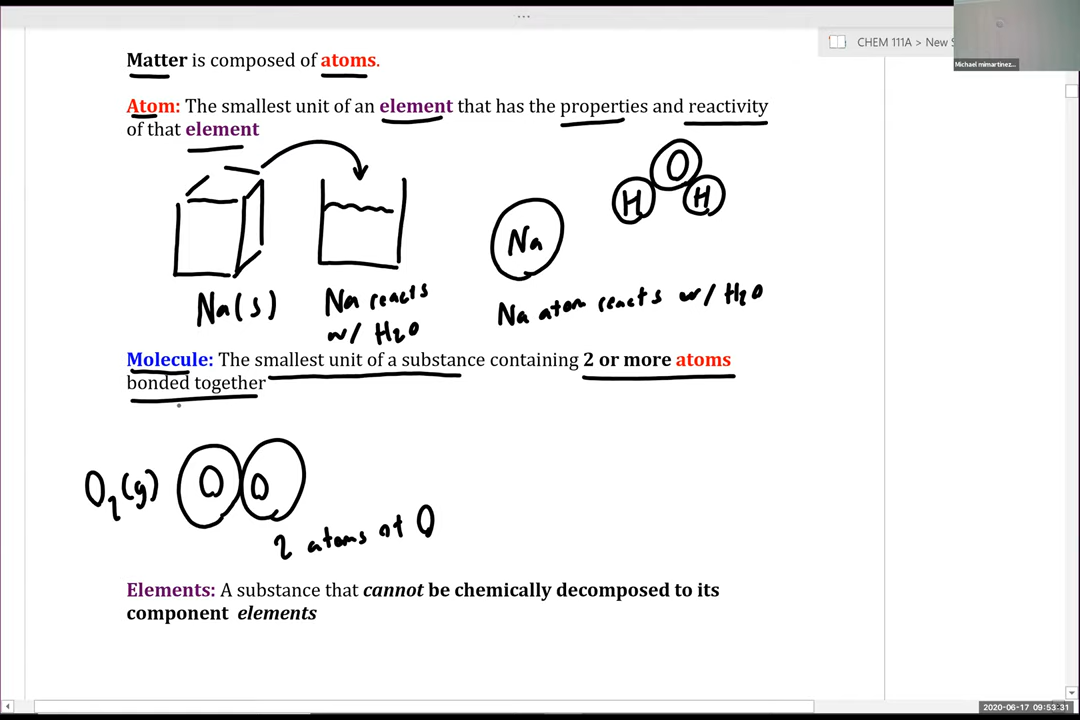 CHEM 111A > New S
Michael mimartinez...
Matter is composed of atoms.
Atom: The smallest unit of an element that has the properties and reactivity
of that element
O
H H
Na
Na(s)
Na reacts
w/ H2O
Na atom reacts w/ H2O
Molecule: The smallest unit of a substance containing 2 or more atoms
bonded together
O2(g) O O
2 atoms of O
Elements: A substance that cannot be chemically decomposed to its
component elements
2020-06-17 09:53:31